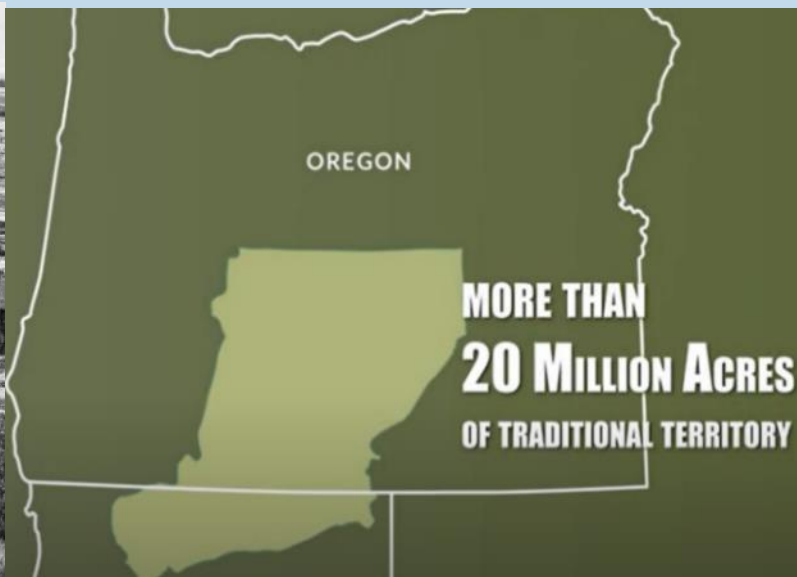 OREGON
MORE THAN
20 MILLION ACRES
OF TRADITIONAL TERRITORY